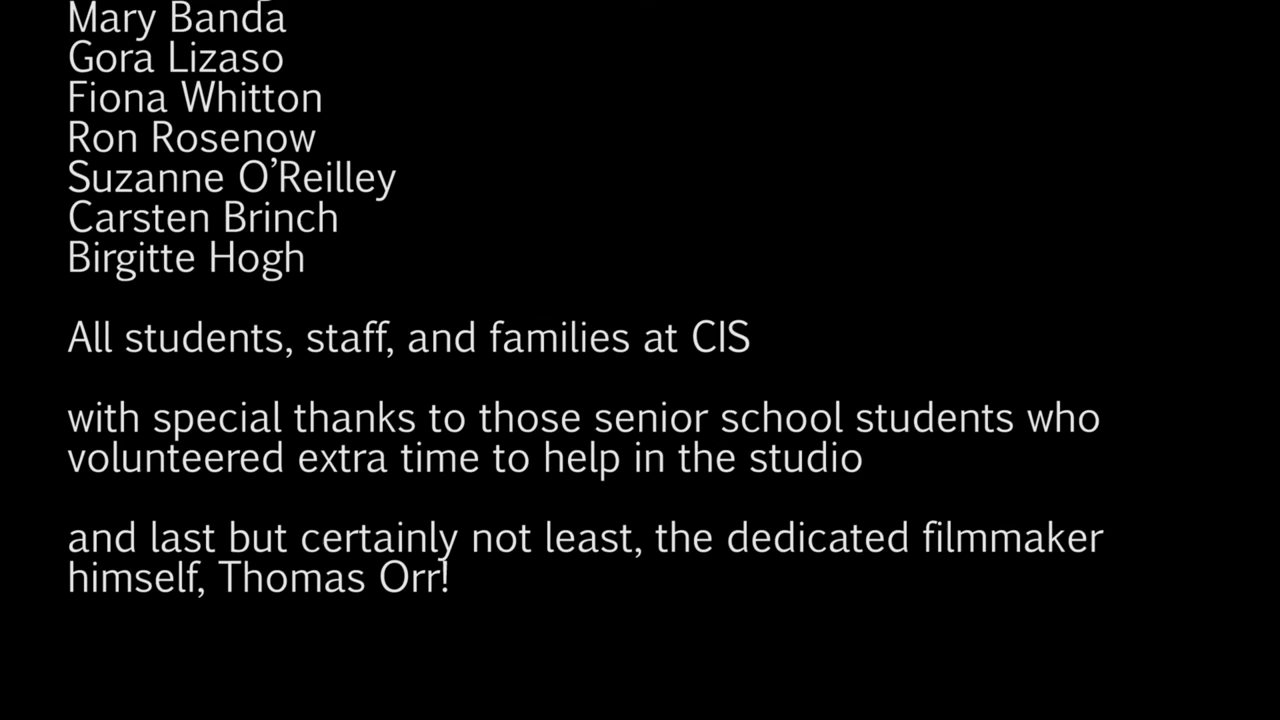 Mary Banda
Gora Lizaso
Fiona Whitton
Ron Rosenow
Suzanne O’Reilley
Carsten Brinch
Birgitte Hogh
All students, staff, and families at CIS
with special thanks to those senior school students who
volunteered extra time to help in the studio
and last but certainly not least, the dedicated filmmaker
himself, Thomas Orr!